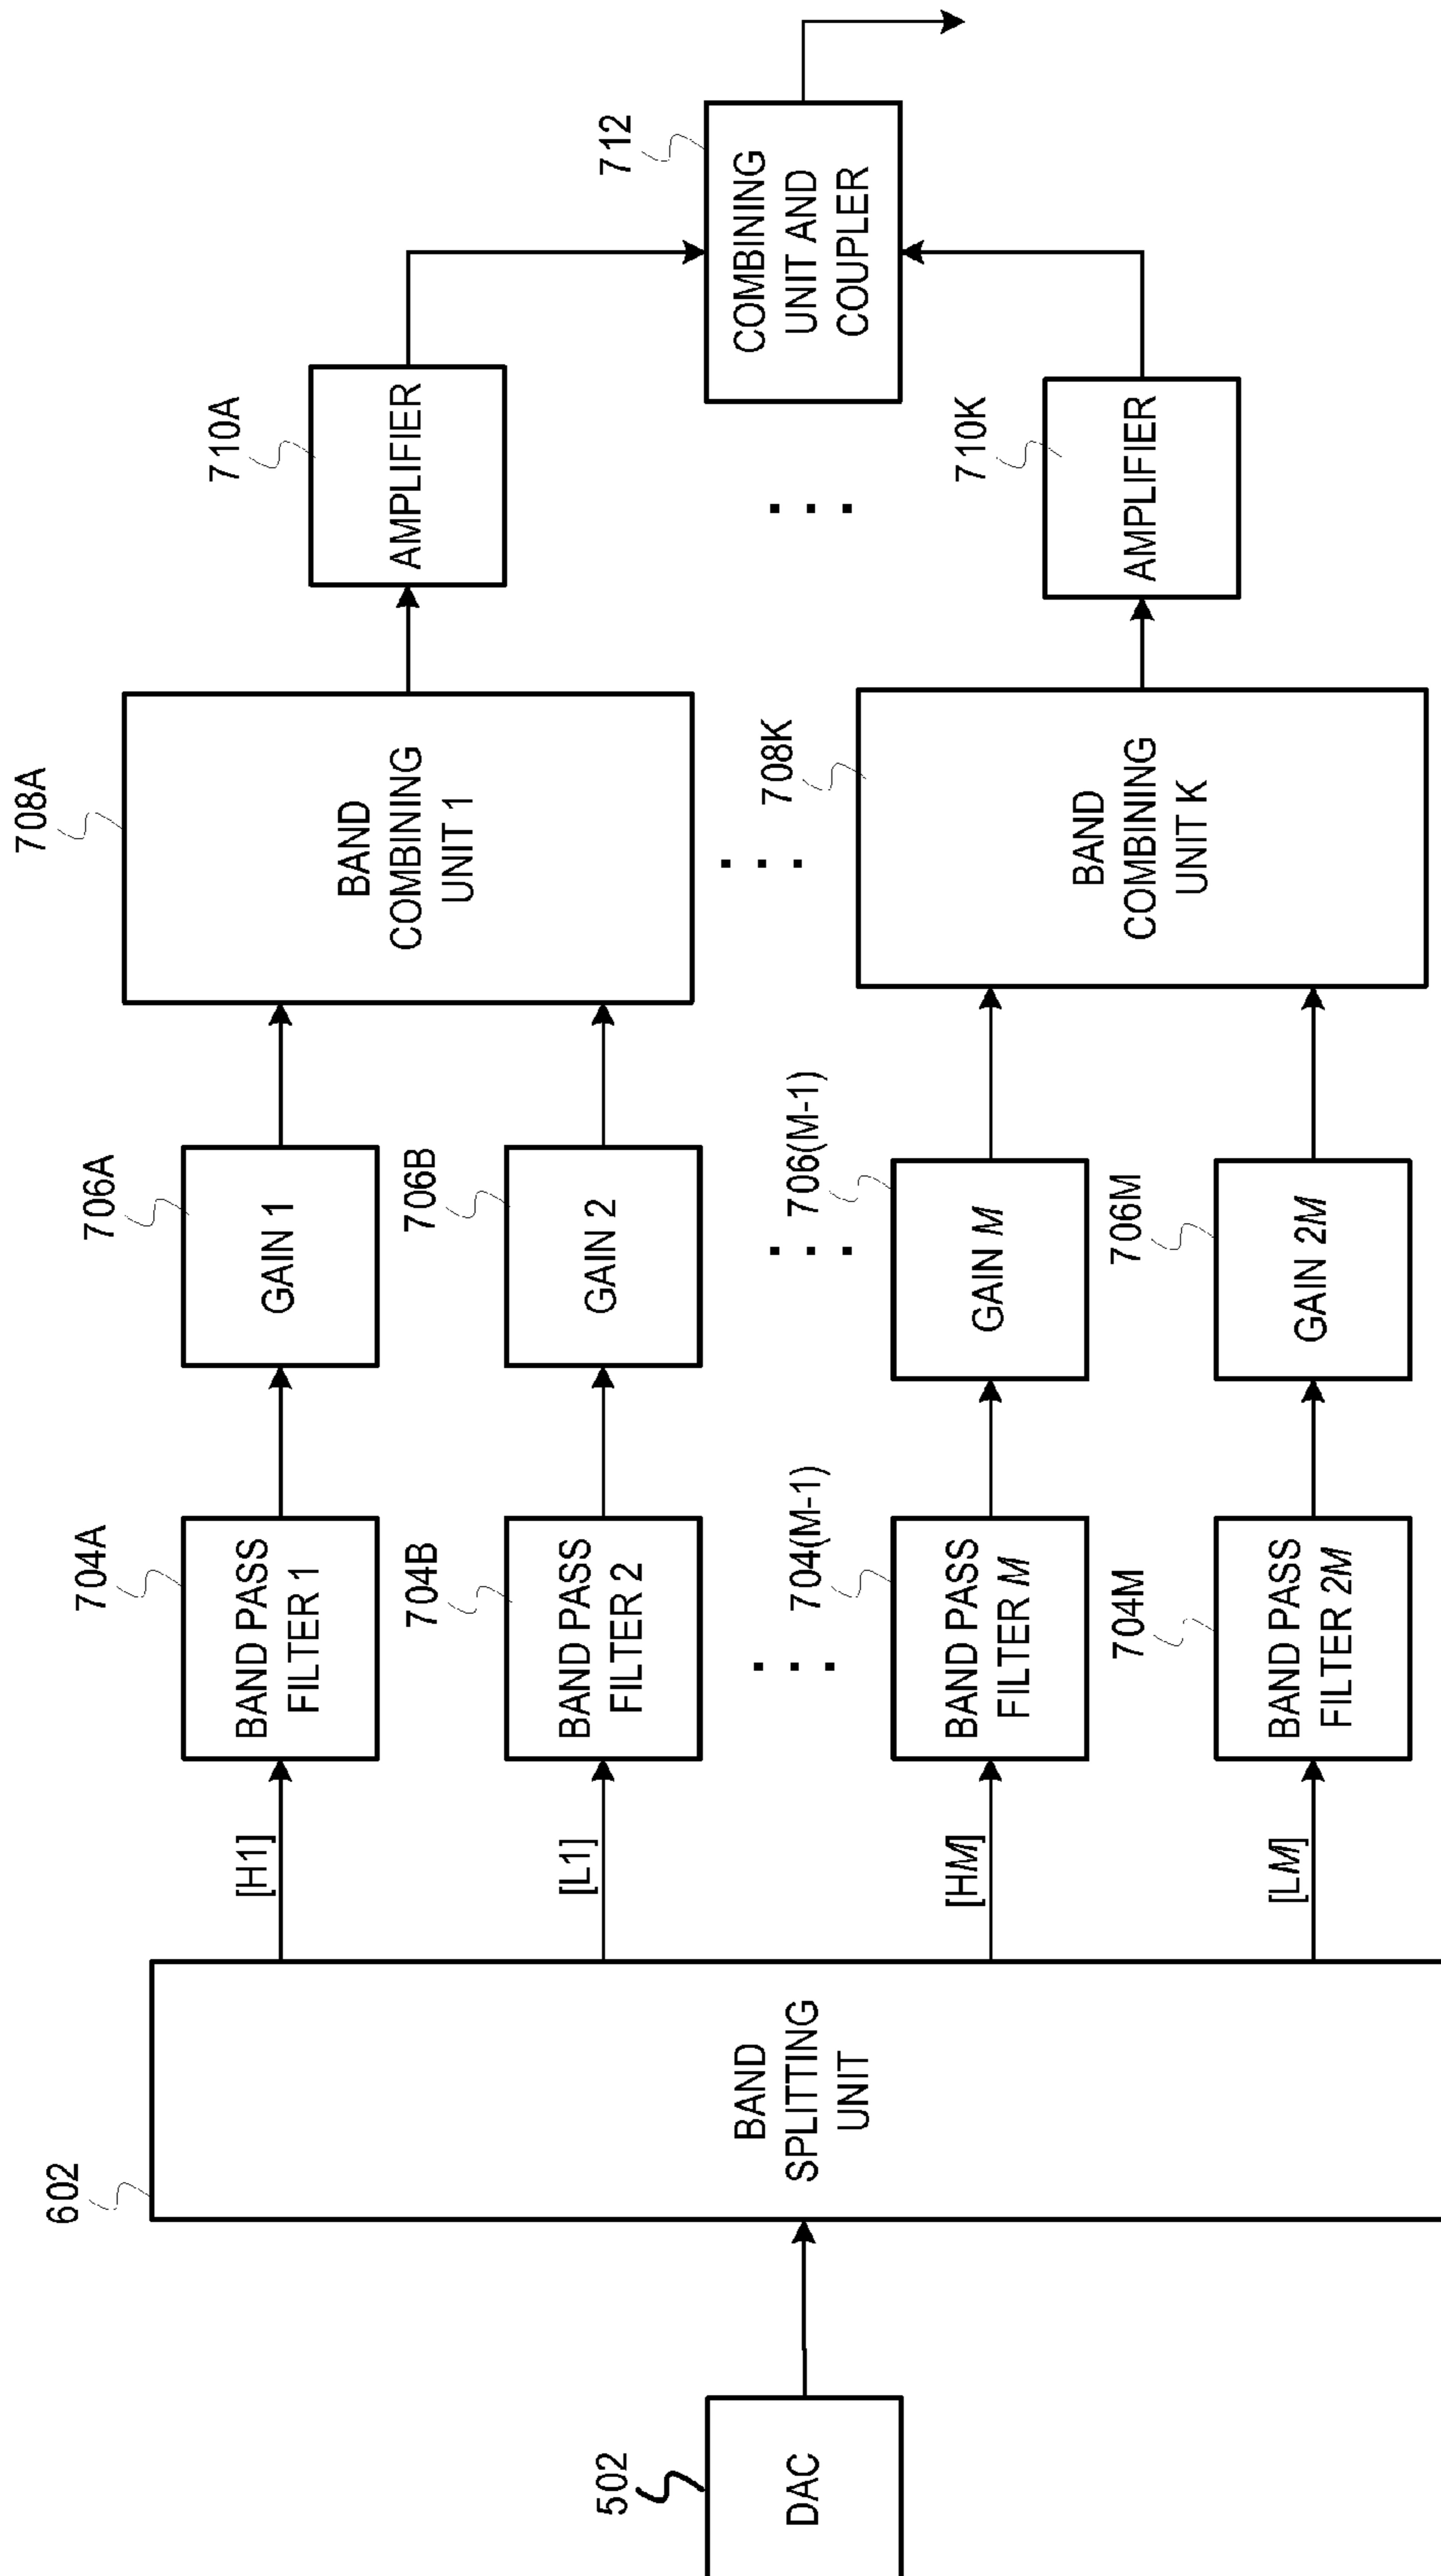 502
DAC
602
BAND
SPLITTING
UNIT
[H1]
[L1]
[HM]
[LM]
704A
BAND PASS
FILTER 1
704B
BAND PASS
FILTER 2
704(M-1)
BAND PASS
FILTER M
704M
BAND PASS
FILTER 2M
706A
GAIN 1
706B
GAIN 2
706(M-1)
GAIN M
706M
GAIN 2M
708A
BAND
COMBINING
UNIT 1
708K
BAND
COMBINING
UNIT K
710A
AMPLIFIER
710K
AMPLIFIER
712
COMBINING
UNIT AND
COUPLER